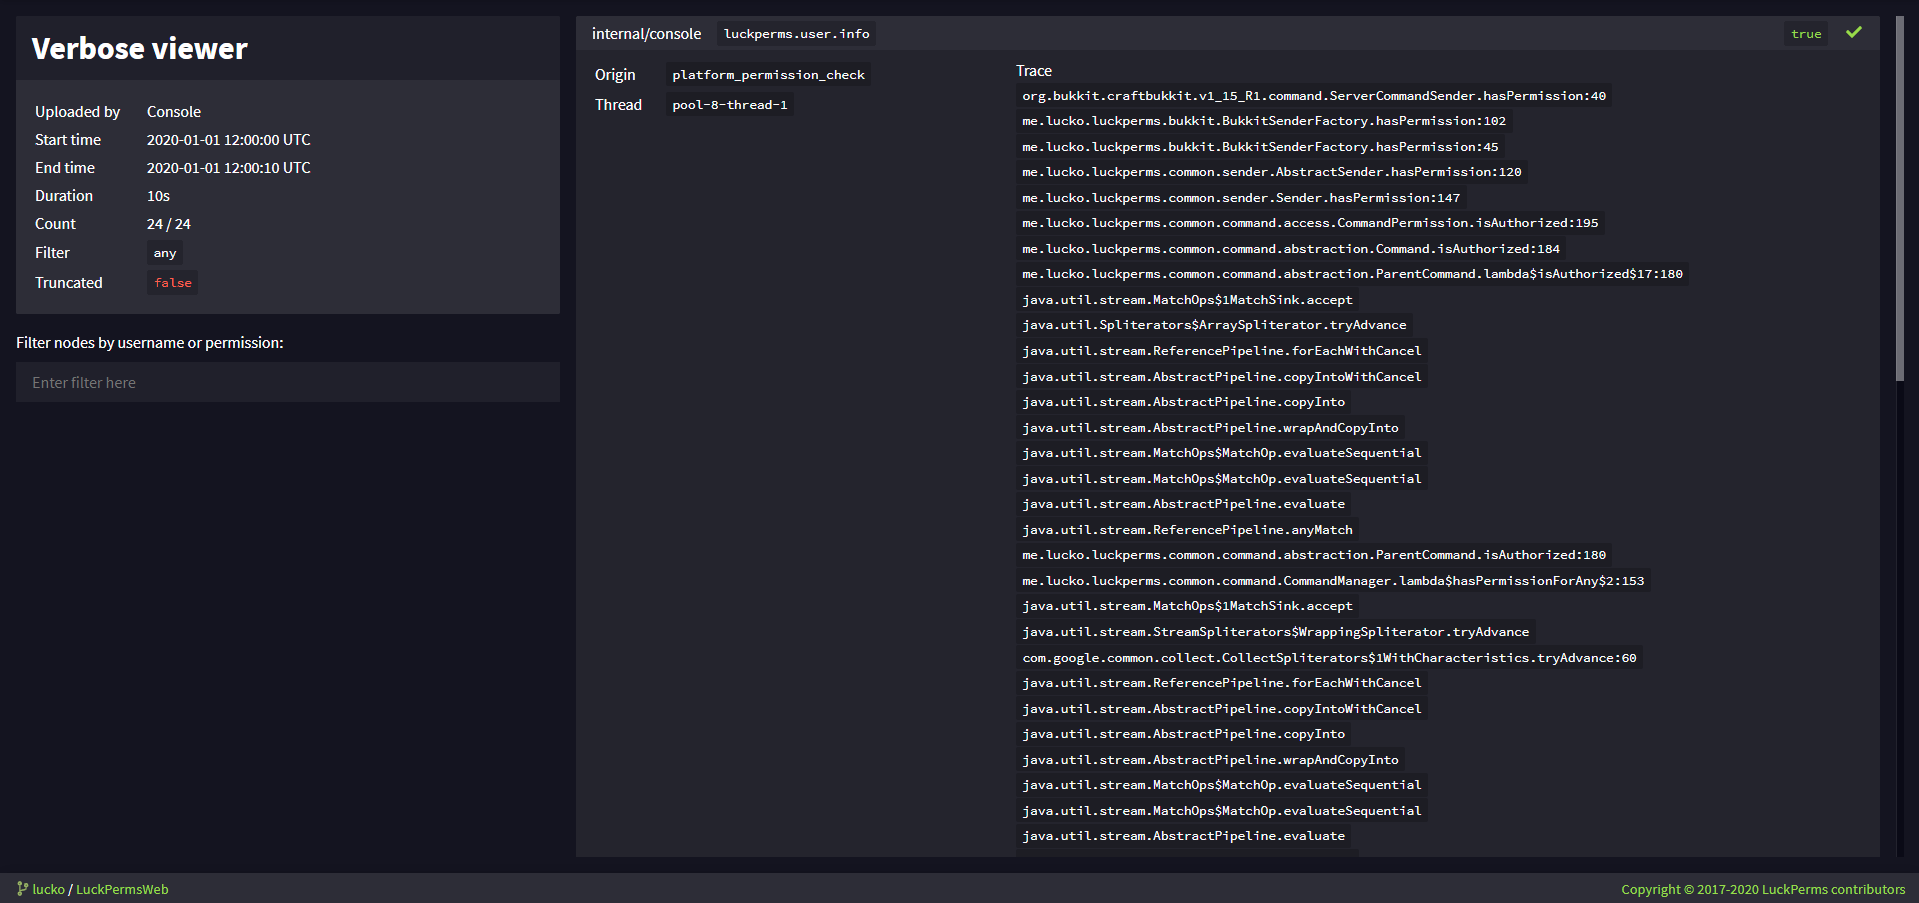 Verbose viewer
Uploaded by Console
Start time 2020-01-01 12:00:00 UTC
End time 2020-01-01 12:00:10 UTC
Duration 10s
Count 24 / 24
Filter any
Truncated false
Filter nodes by username or permission:
Enter filter here
internal/console luckperms.user.info true
Origin platform_permission_check
Thread pool-8-thread-1
Trace
org.bukkit.craftbukkit.v1_15_R1.command.ServerCommandSender.hasPermission:40
me.lucko.luckperms.bukkit.BukkitSenderFactory.hasPermission:102
me.lucko.luckperms.bukkit.BukkitSenderFactory.hasPermission:45
me.lucko.luckperms.common.sender.AbstractSender.hasPermission:120
me.lucko.luckperms.common.sender.Sender.hasPermission:147
me.lucko.luckperms.common.command.access.CommandPermission.isAuthorized:195
me.lucko.luckperms.common.command.abstraction.Command.isAuthorized:184
me.lucko.luckperms.common.command.abstraction.ParentCommand.lambda$isAuthorized$17:180
java.util.stream.MatchOps$1MatchSink.accept
java.util.Spliterators$ArraySpliterator.tryAdvance
java.util.stream.ReferencePipeline.forEachWithCancel
java.util.stream.AbstractPipeline.copyIntoWithCancel
java.util.stream.AbstractPipeline.copyInto
java.util.stream.AbstractPipeline.wrapAndCopyInto
java.util.stream.MatchOps$MatchOp.evaluateSequential
java.util.stream.MatchOps$MatchOp.evaluateSequential
java.util.stream.AbstractPipeline.evaluate
java.util.stream.ReferencePipeline.anyMatch
me.lucko.luckperms.common.command.abstraction.ParentCommand.isAuthorized:180
me.lucko.luckperms.common.command.CommandManager.lambda$hasPermissionForAny$2:153
java.util.stream.MatchOps$1MatchSink.accept
java.util.stream.StreamSpliterators$WrappingSpliterator.tryAdvance
com.google.common.collect.CollectSpliterators$1WithCharacteristics.tryAdvance:60
java.util.stream.ReferencePipeline.forEachWithCancel
java.util.stream.AbstractPipeline.copyIntoWithCancel
java.util.stream.AbstractPipeline.copyInto
java.util.stream.AbstractPipeline.wrapAndCopyInto
java.util.stream.MatchOps$MatchOp.evaluateSequential
java.util.stream.MatchOps$MatchOp.evaluateSequential
java.util.stream.AbstractPipeline.evaluate
lucko / LuckPermsWeb
Copyright © 2017-2020 LuckPerms contributors